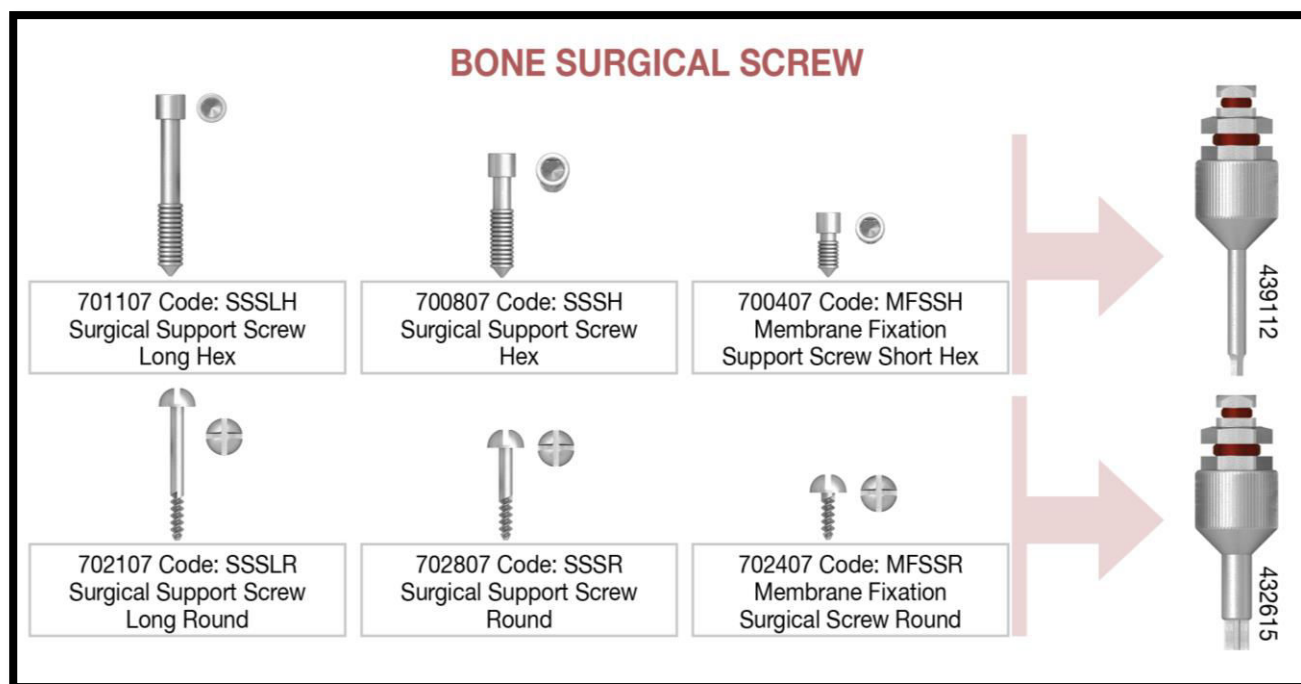 BONE SURGICAL SCREW
701107 Code: SSSLH
Surgical Support Screw
Long Hex
700807 Code: SSSH
Surgical Support Screw
Hex
700407 Code: MFSSH
Membrane Fixation
Support Screw Short Hex
439112
702107 Code: SSSLR
Surgical Support Screw
Long Round
702807 Code: SSSR
Surgical Support Screw
Round
702407 Code: MFSSR
Membrane Fixation
Surgical Screw Round
432615